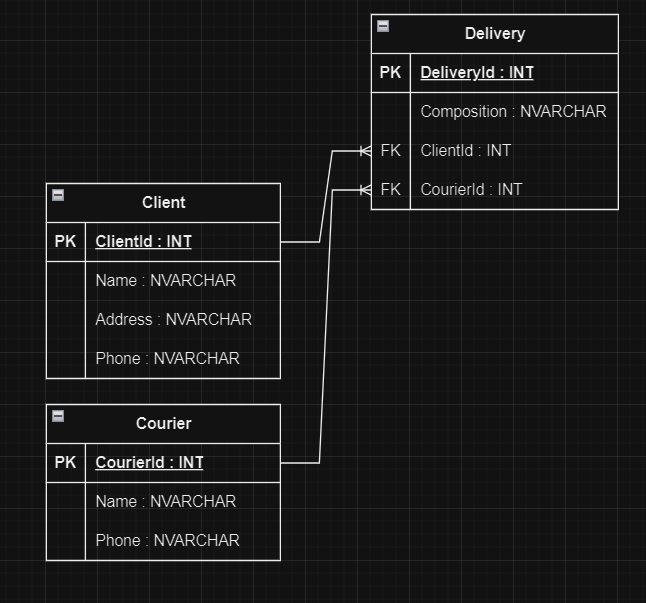 Delivery
PK DeliveryId : INT
Composition : NVARCHAR
FK ClientId : INT
FK CourierId : INT
Client
PK ClientId : INT
Name : NVARCHAR
Address : NVARCHAR
Phone : NVARCHAR
Courier
PK CourierId : INT
Name : NVARCHAR
Phone : NVARCHAR